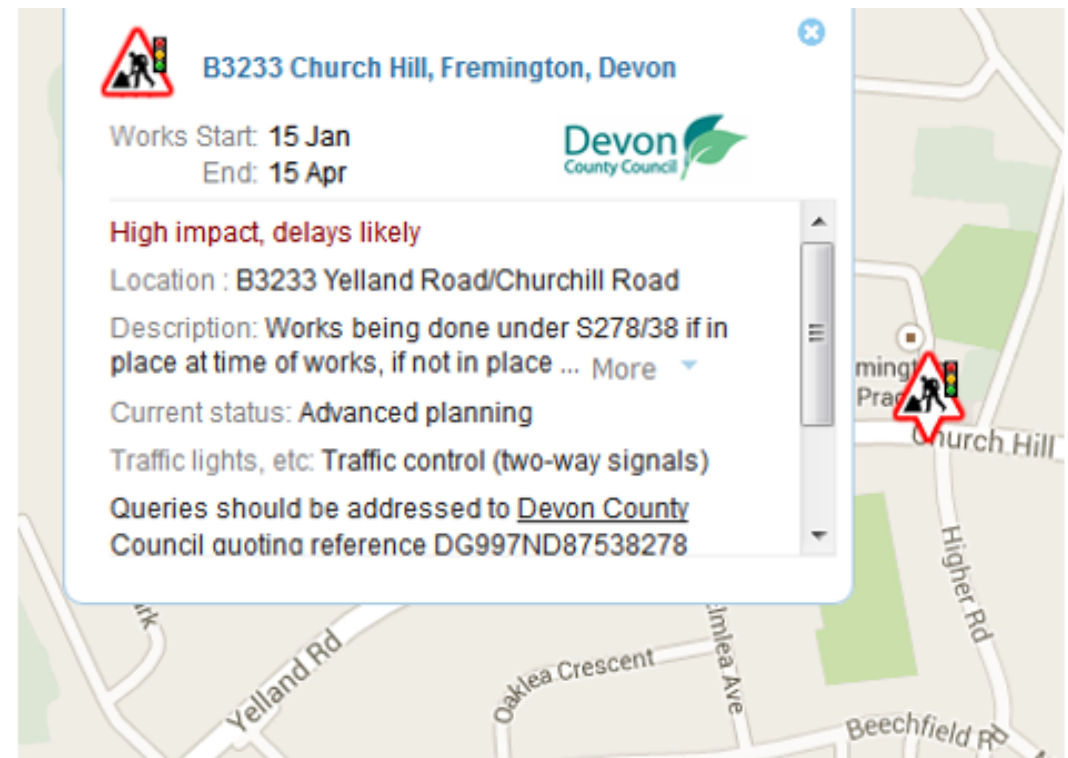 B3233 Church Hill, Fremington, Devon
Works Start: 15 Jan
End: 15 Apr
Devon
County Council
High impact, delays likely
Location : B3233 Yelland Road/Churchill Road
Description: Works being done under S278/38 if in
place at time of works, if not in place ... More
Current status: Advanced planning
Traffic lights, etc: Traffic control (two-way signals)
Queries should be addressed to Devon County
Council quoting reference DG997ND87538278
Church Hill
Higher Rd
Yelland Rd
Oaklea Crescent
Elmlea Ave
Beechfield Rd